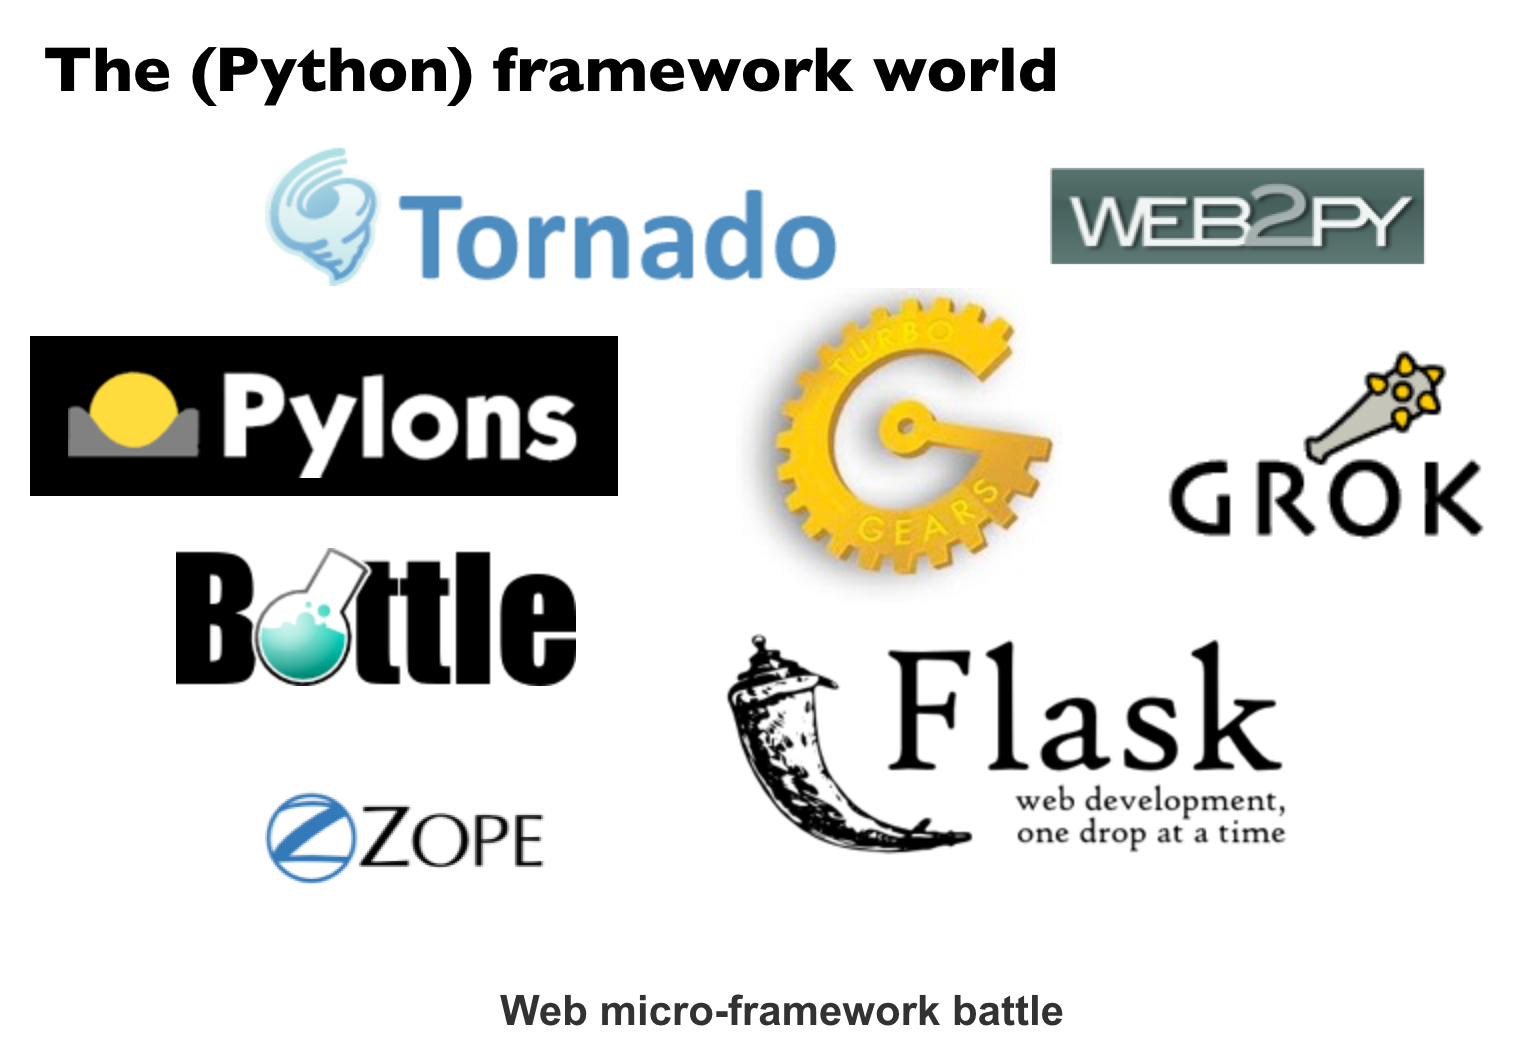 The (Python) framework world
Tornado
WEB2PY
Pylons
TURBO
GEARS
GROK
Bottle
Flask
web development,
one drop at a time
ZOPE
Web micro-framework battle